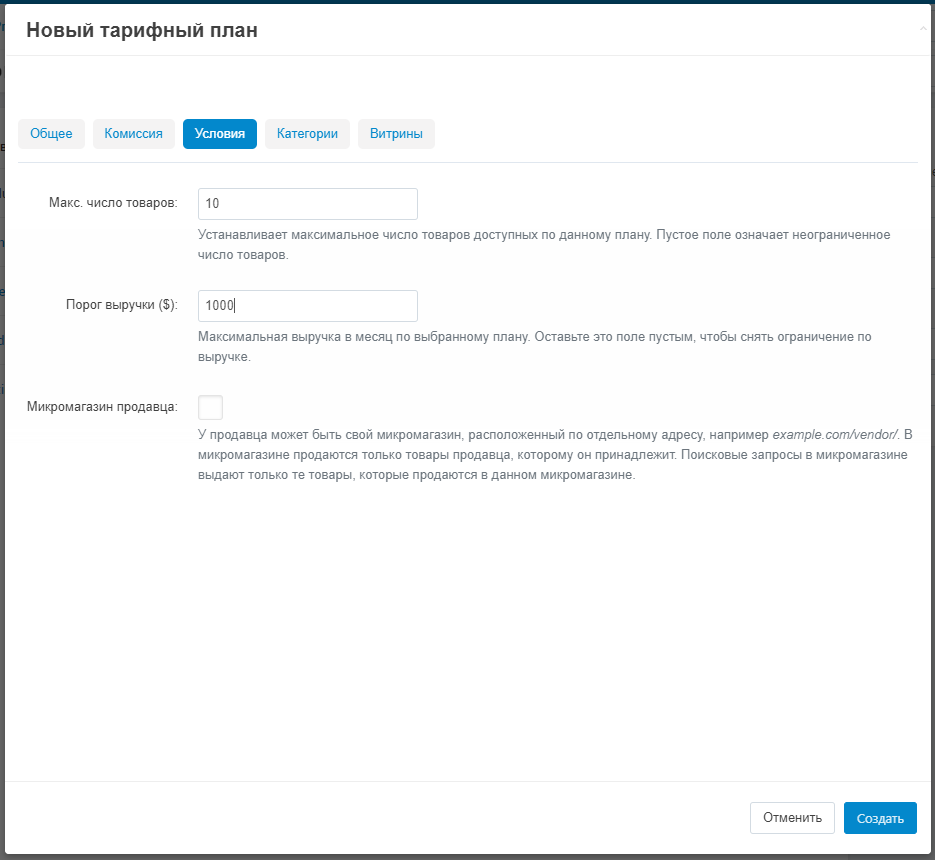 Новый тарифный план
Общее
Комиссия
Условия
Категории
Витрины
Макс. число товаров:
10
Устанавливает максимальное число товаров доступных по данному плану. Пустое поле означает неограниченное
число товаров.
Порог выручки ($):
1000
Максимальная выручка в месяц по выбранному плану. Оставьте это поле пустым, чтобы снять ограничение по
выручке.
Микромагазин продавца:
У продавца может быть свой микромагазин, расположенный по отдельному адресу, например example.com/vendor/. В
микромагазине продаются только товары продавца, которому он принадлежит. Поисковые запросы в микромагазине
выдают только те товары, которые продаются в данном микромагазине.
Отменить
Создать